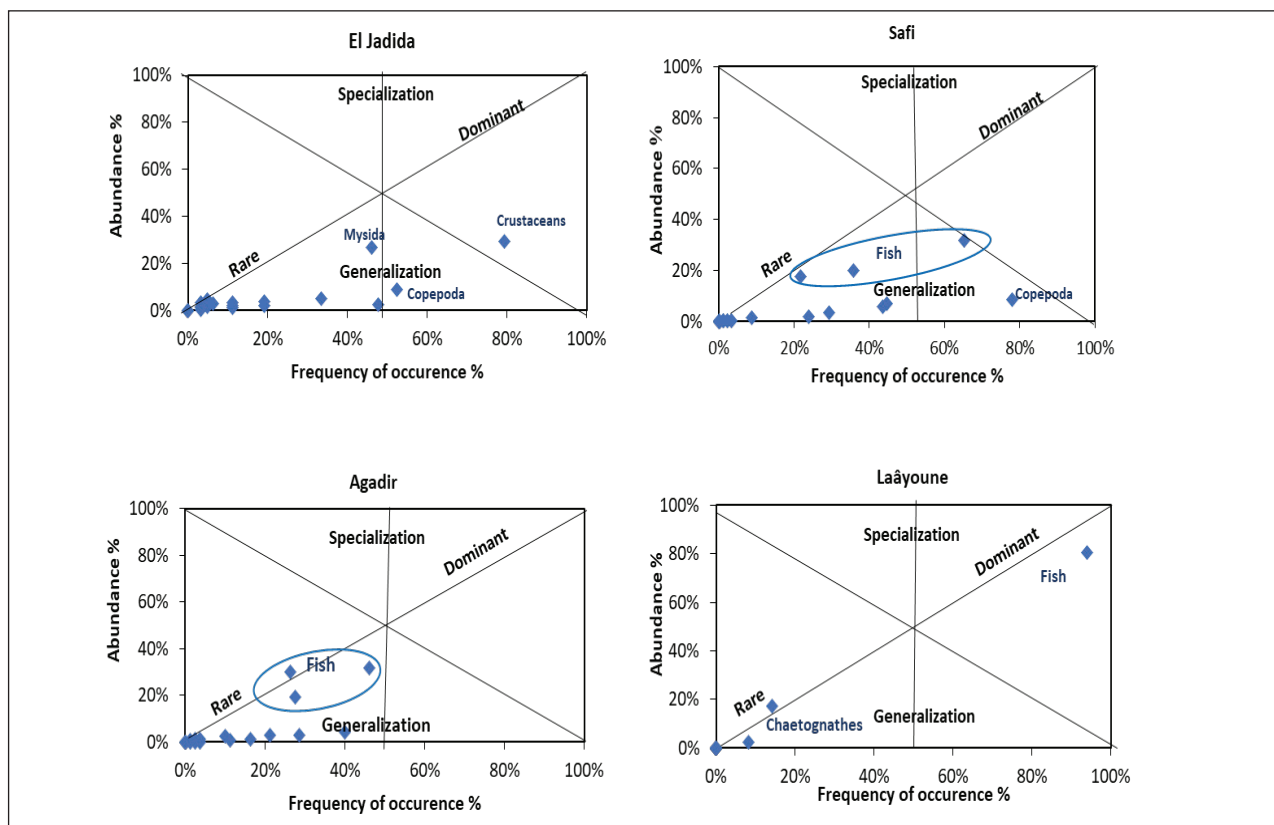 El Jadida
100%
80%
60%
40%
20%
0%
Abundance %
Specialization
Dominant
Rare
Mysida
Crustaceans
Generalization
Copepoda
0% 20% 40% 60% 80% 100%
Frequency of occurence %
Safi
100%
80%
60%
40%
20%
0%
Abundance %
Specialization
Dominant
Rare
Fish
Generalization
Copepoda
0% 20% 40% 60% 80% 100%
Frequency of occurence %
Agadir
100%
80%
60%
40%
20%
0%
Abundance %
Specialization
Dominant
Rare
Fish
Generalization
0% 20% 40% 60% 80% 100%
Frequency of occurence %
Laâyoune
100%
80%
60%
40%
20%
0%
Abundance %
Specialization
Dominant
Fish
Rare
Chaetognathes
Generalization
0% 20% 40% 60% 80% 100%
Frequency of occurence %